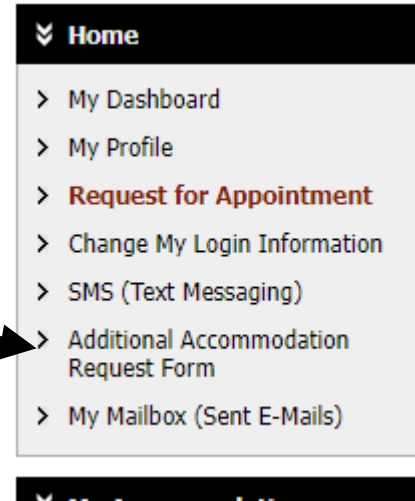 Home
My Dashboard
My Profile
Request for Appointment
Change My Login Information
SMS (Text Messaging)
Additional Accommodation
Request Form
My Mailbox (Sent E-Mails)